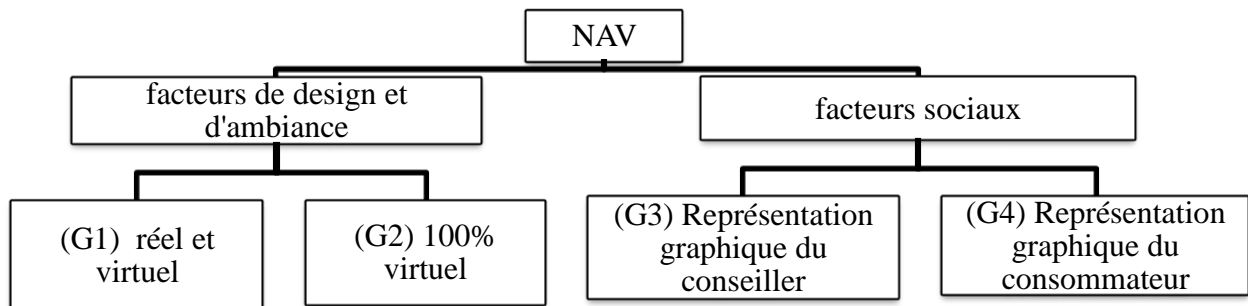 NAV
facteurs de design et
d'ambiance
facteurs sociaux
(G1) réel et
virtuel
(G2) 100%
virtuel
(G3) Représentation
graphique du
conseiller
(G4) Représentation
graphique du
consommateur